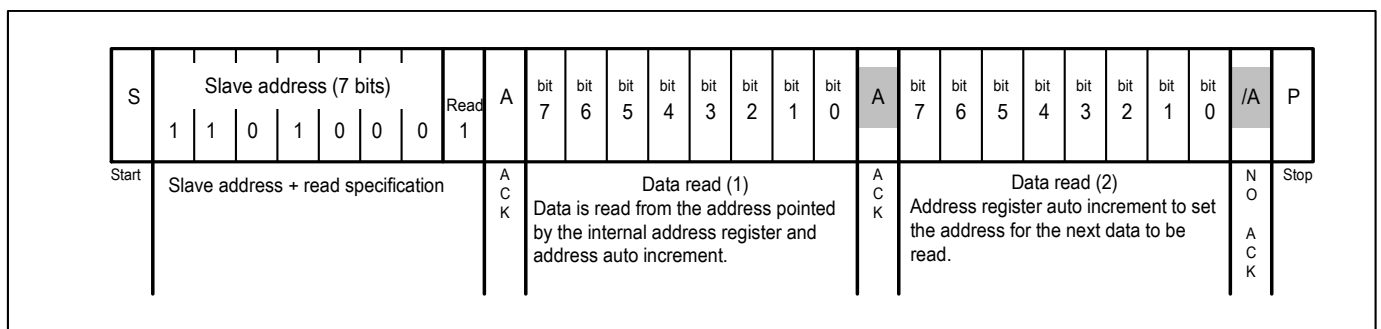 S Slave address (7 bits) Read A bit bit bit bit bit bit bit bit A bit bit bit bit bit bit bit bit /A P
1 1 0 1 0 0 0 1 7 6 5 4 3 2 1 0 7 6 5 4 3 2 1 0
Start
Slave address + read specification
A
C
K
Data read (1)
Data is read from the address pointed
by the internal address register and
address auto increment.
A
C
K
Data read (2)
Address register auto increment to set
the address for the next data to be
read.
N
O
A
C
K
Stop